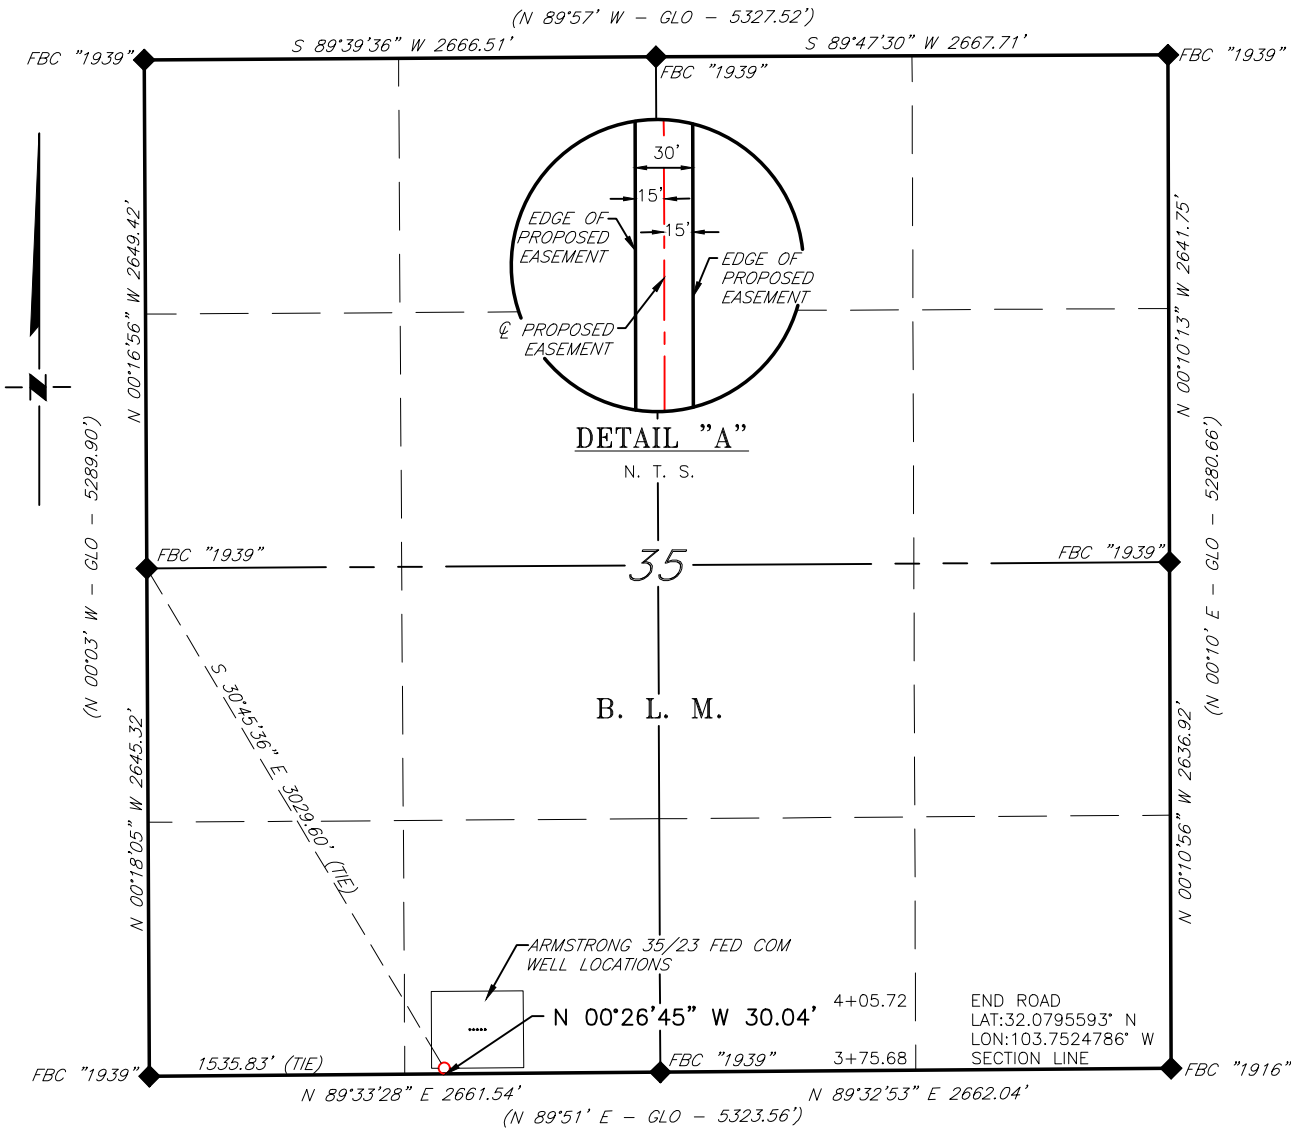 (N 89°57' W - GLO - 5327.52')
S 89°39'36" W 2666.51'
S 89°47'30" W 2667.71'
FBC "1939"
FBC "1939"
FBC "1939"
30'
15'
15'
EDGE OF
PROPOSED
EASEMENT
EDGE OF
PROPOSED
EASEMENT
℄ PROPOSED
EASEMENT
DETAIL "A"
N. T. S.
N 00°16'56" W 2649.42'
N 00°10'13" W 2641.75'
(N 00°03' W - GLO - 5289.90')
(N 00°10' E - GLO - 5280.66')
N
FBC "1939"
35
FBC "1939"
S 30°45'36" E 3029.60' (TIE)
B. L. M.
N 00°18'05" W 2645.32'
N 00°10'56" W 2636.92'
ARMSTRONG 35/23 FED COM
WELL LOCATIONS
N 00°26'45" W 30.04'
4+05.72 END ROAD
LAT:32.0795593° N
LON:103.7524786° W
3+75.68 SECTION LINE
1535.83' (TIE)
FBC "1939"
FBC "1939"
FBC "1916"
N 89°33'28" E 2661.54'
N 89°32'53" E 2662.04'
(N 89°51' E - GLO - 5323.56')